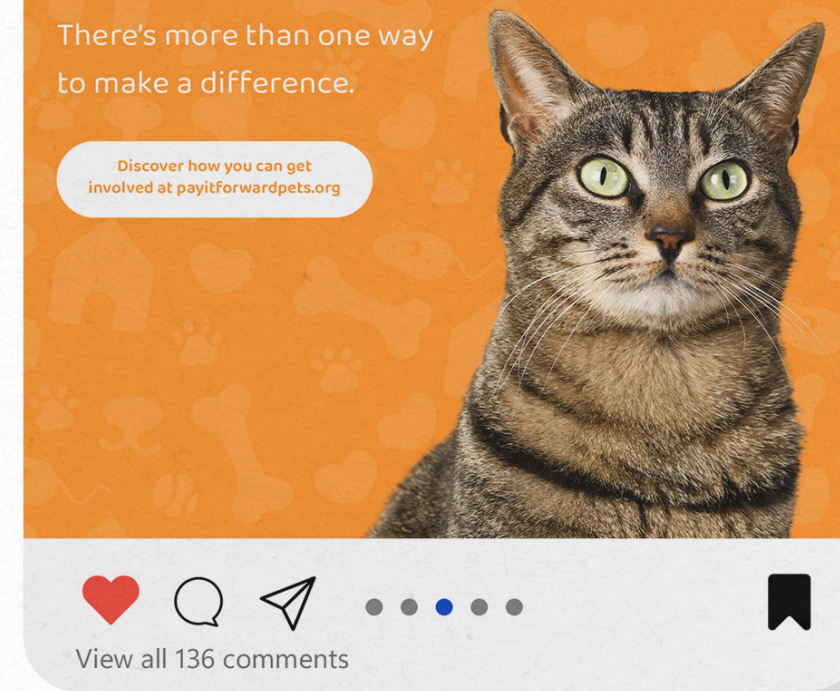 There's more than one way
to make a difference.
Discover how you can get
involved at payitforwardpets.org
View all 136 comments